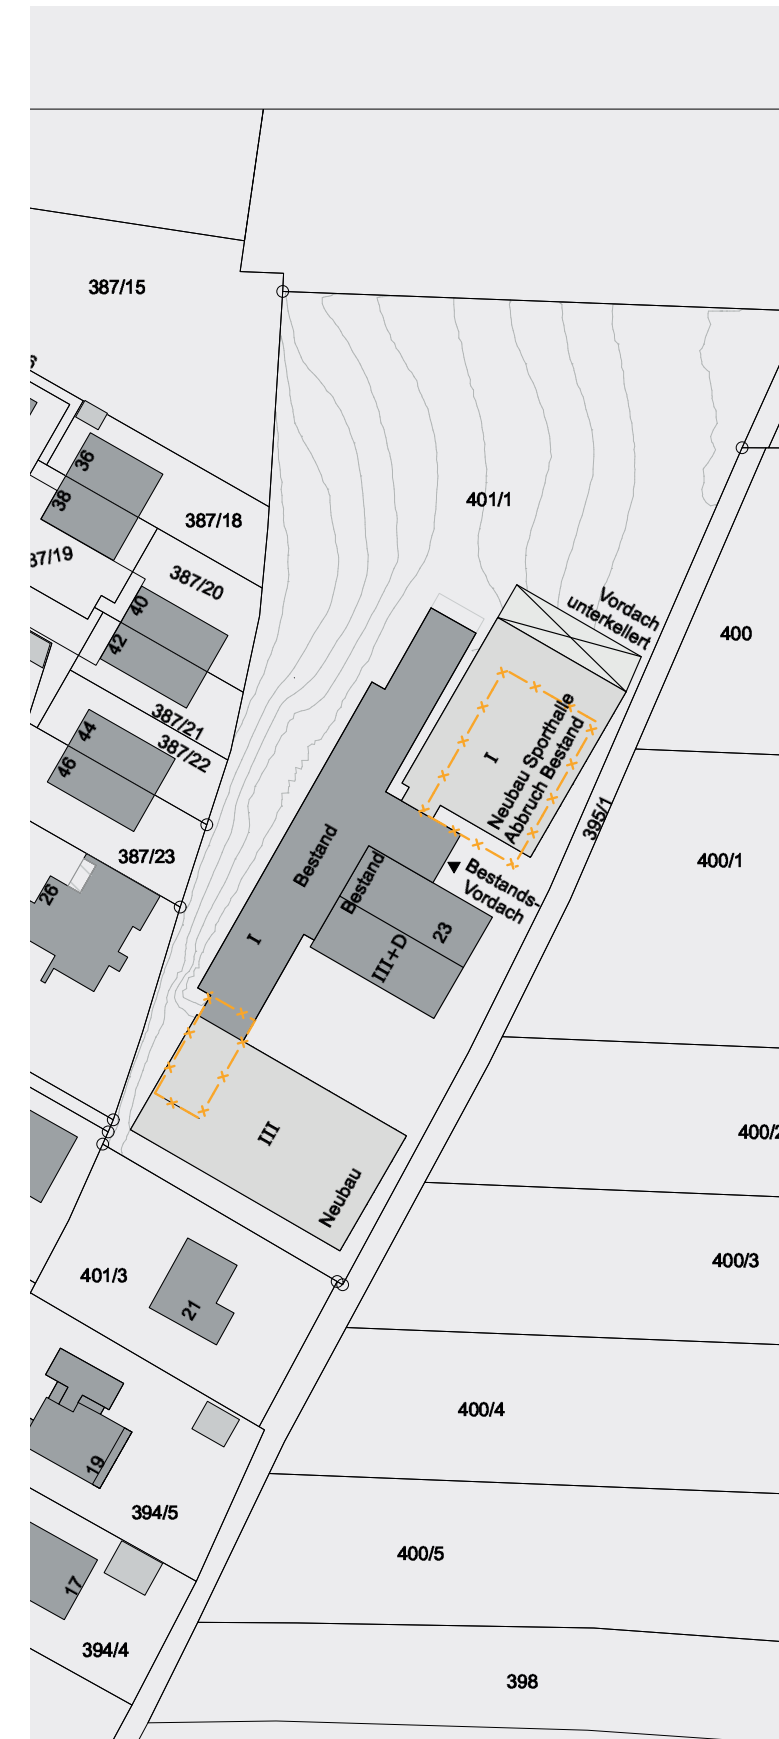 387/15
36
38
387/18
401/1
387/20
40
42
Vordach
unterkellert
400
387/21
387/22
44
46
I
Neubau Sporthalle
Abbruch Bestand
395/1
387/23
400/1
26
Bestand
Bestand
Bestands-
Vordach
23
III+D
I
III
400/2
Neubau
400/3
401/3
21
400/4
19
394/5
400/5
17
394/4
398